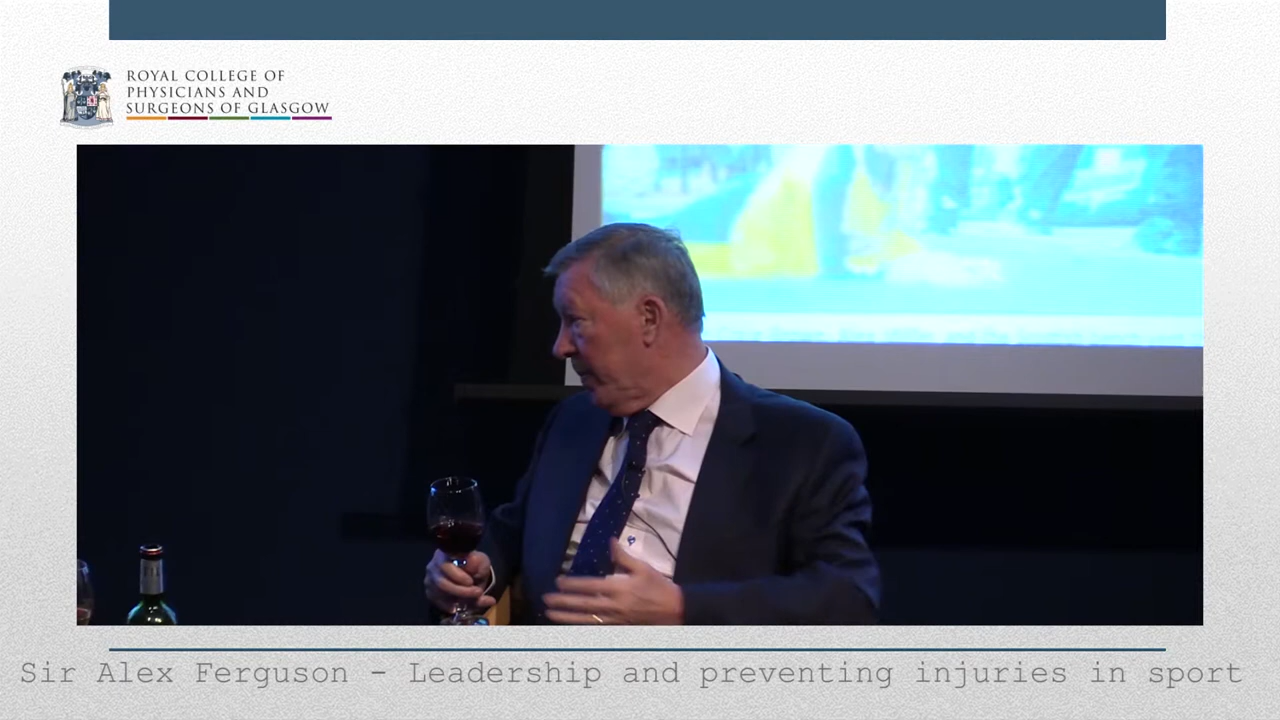 ROYAL COLLEGE OF
PHYSICIANS AND
SURGEONS OF GLASGOW
Sir Alex Ferguson - Leadership and preventing injuries in sport